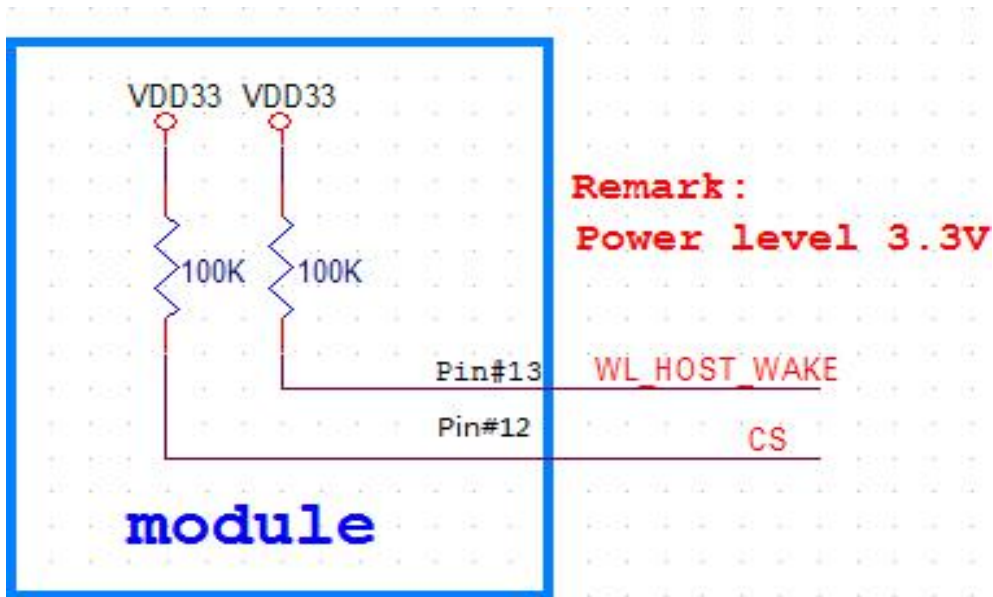 VDD33 VDD33
Remark:
Power level 3.3V
100K 100K
Pin#13 WL_HOST_WAKE
Pin#12 CS
module